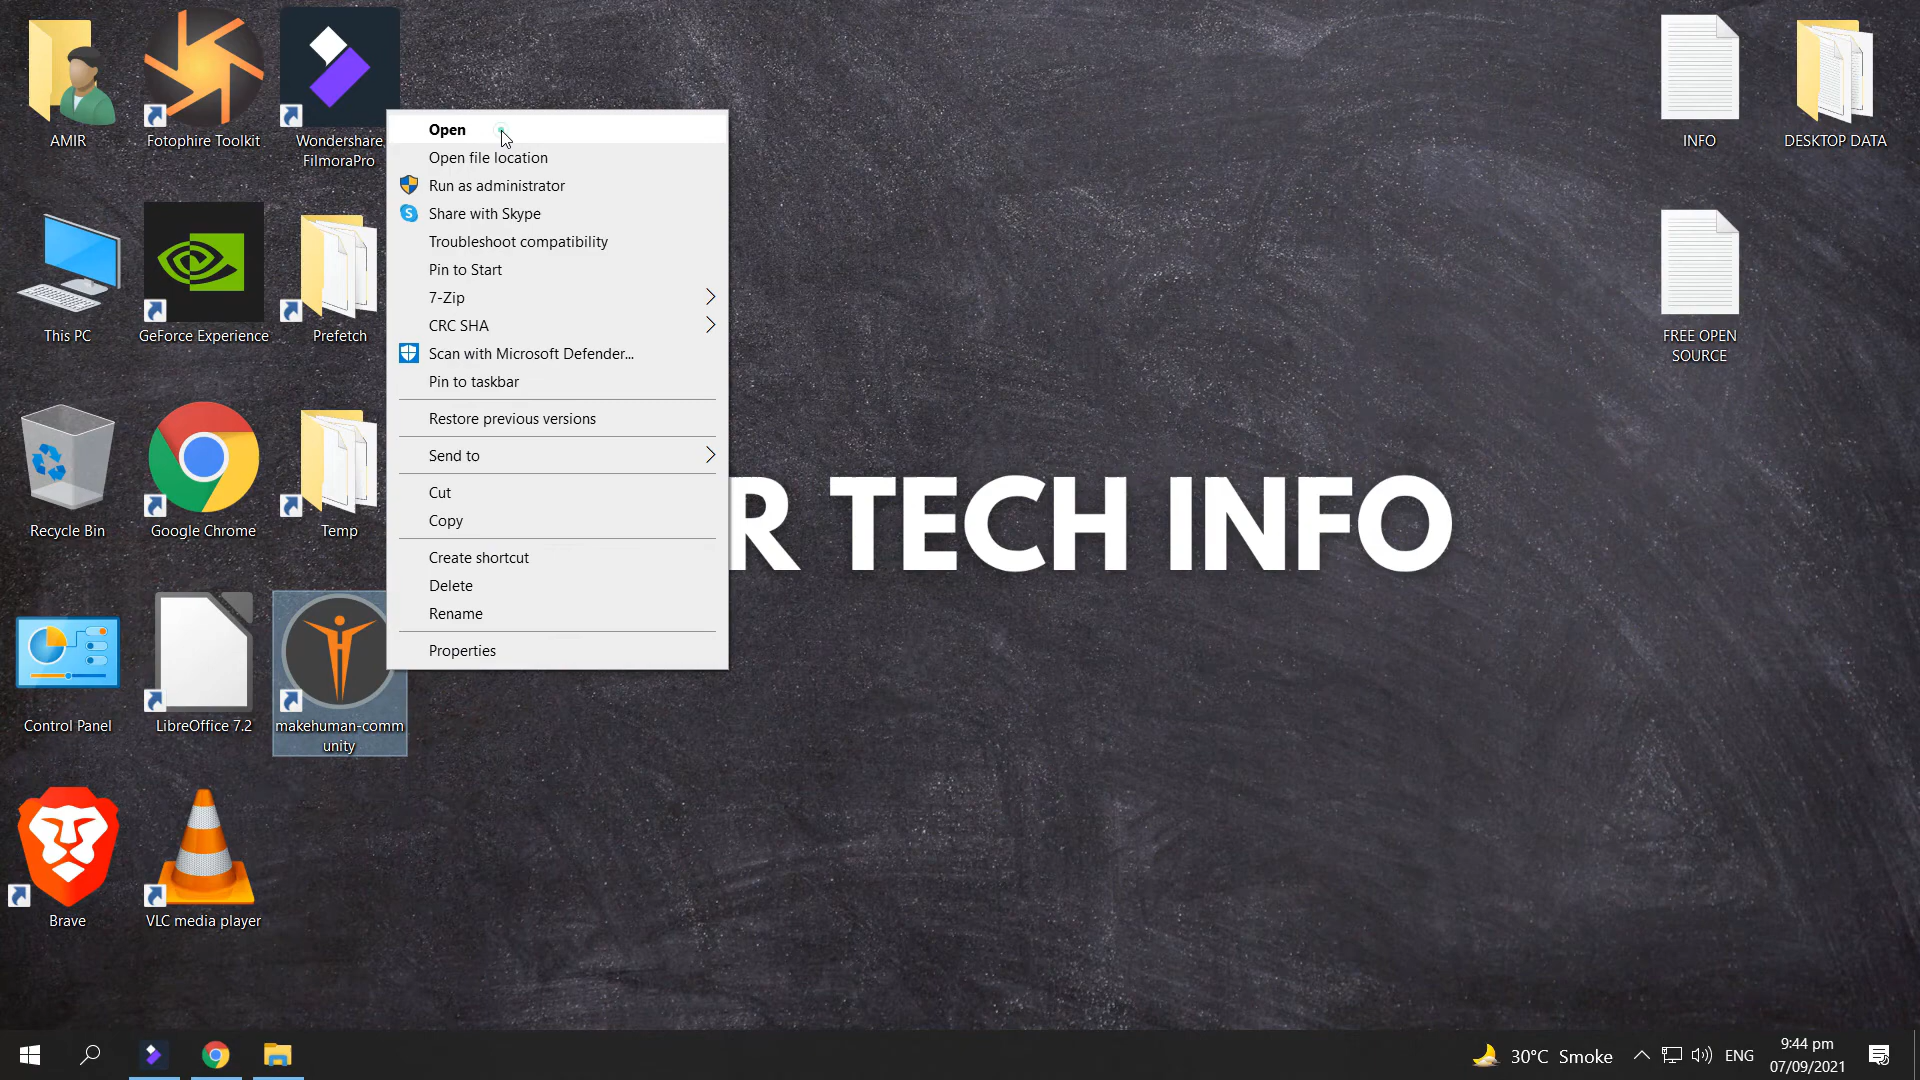 AMIR
Fotophire Toolkit
Wondershare
FilmoraPro
INFO
DESKTOP DATA
Open
Open file location
Run as administrator
Share with Skype
Troubleshoot compatibility
Pin to Start
7-Zip
CRC SHA
Scan with Microsoft Defender...
Pin to taskbar
Restore previous versions
Send to
Cut
Copy
Create shortcut
Delete
Rename
Properties
This PC
GeForce Experience
Prefetch
FREE OPEN
SOURCE
Recycle Bin
Google Chrome
Temp
R TECH INFO
Control Panel
LibreOffice 7.2
makehuman-comm
unity
Brave
VLC media player
30°C Smoke
ENG
9:44 pm
07/09/2021